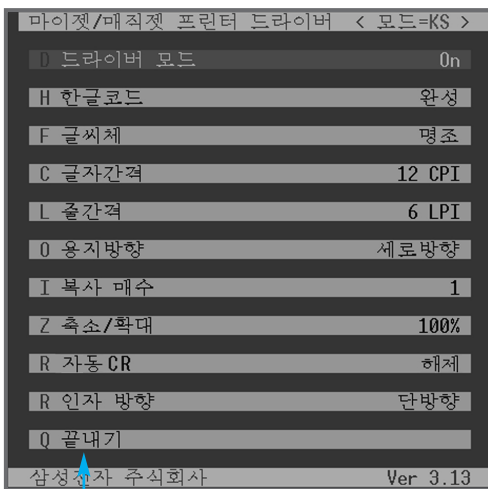 마이젯/매직젯 프린터 드라이버 < 모드=KS >
D 드라이버 모드 On
H 한글코드 완성
F 글씨체 명조
C 글자간격 12 CPI
L 줄간격 6 LPI
O 용지방향 세로방향
I 복사 매수 1
Z 축소/확대 100%
R 자동CR 해제
R 인자 방향 단방향
Q 끝내기
삼성전자 주식회사 Ver 3.13